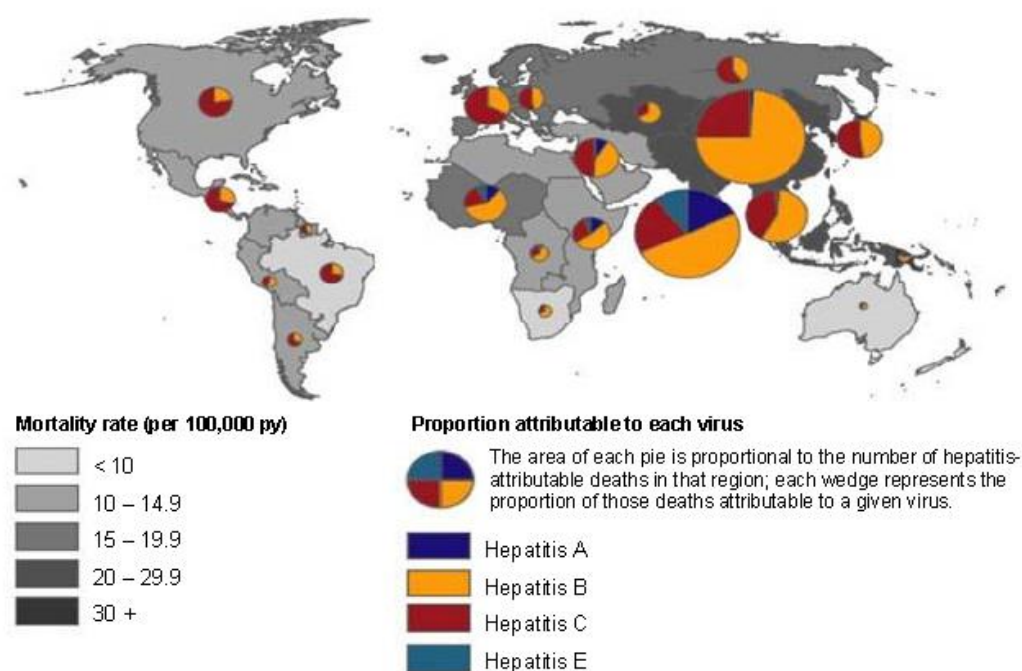 Mortality rate (per 100,000 py)
< 10
10 – 14.9
15 – 19.9
20 – 29.9
30 +
Proportion attributable to each virus
The area of each pie is proportional to the number of hepatitis-
attributable deaths in that region; each wedge represents the
proportion of those deaths attributable to a given virus.
Hepatitis A
Hepatitis B
Hepatitis C
Hepatitis E